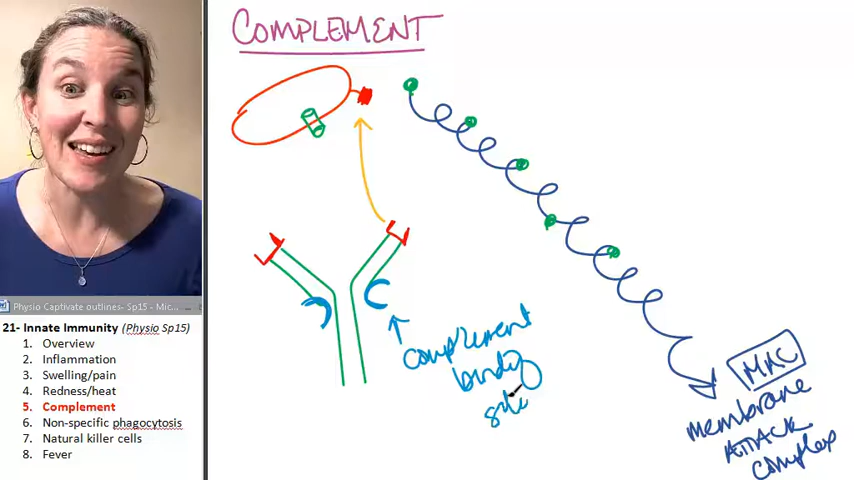 COMPLEMENT
complement
binding
site
MAC
membrane
ATTACK
complex
Physio Captivate outlines- Sp15 - Mic...
21- Innate Immunity (Physio Sp15)
1. Overview
2. Inflammation
3. Swelling/pain
4. Redness/heat
5. Complement
6. Non-specific phagocytosis
7. Natural killer cells
8. Fever